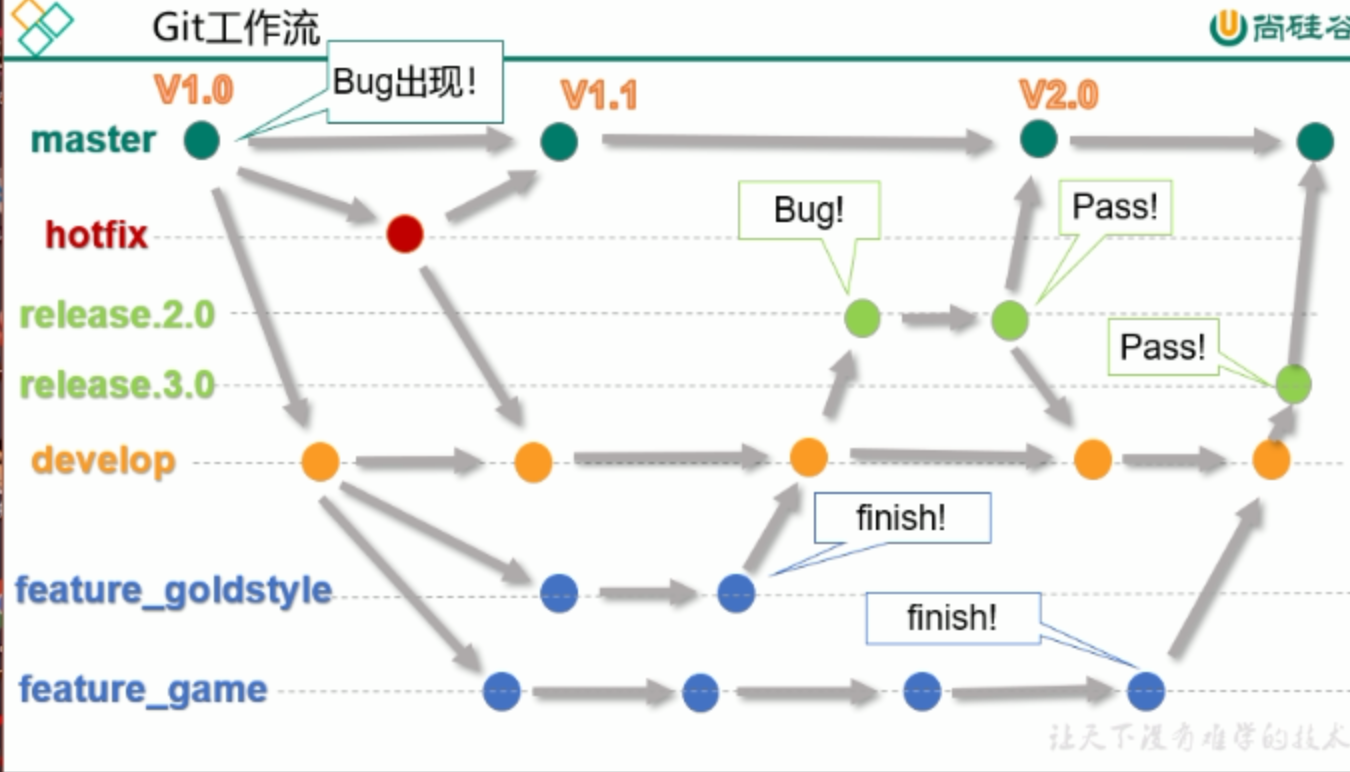 Git工作流
尚硅谷
V1.0
Bug出现!
V1.1
V2.0
master
Bug!
Pass!
hotfix
release.2.0
Pass!
release.3.0
develop
finish!
feature_goldstyle
finish!
feature_game
让天下没有难学的技术